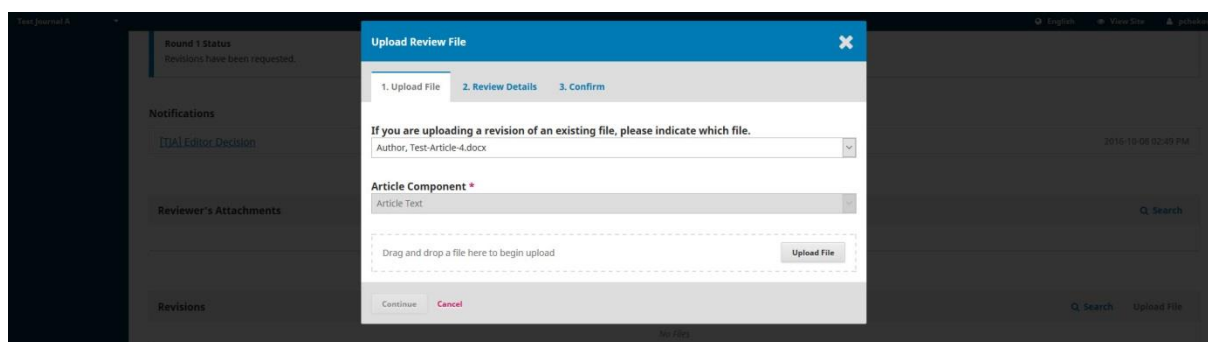 Test Journal A
English View Site
Upload Review File
Round 1 Status
Revisions have been requested.
1. Upload File 2. Review Details 3. Confirm
Notifications
If you are uploading a revision of an existing file, please indicate which file.
[TJA] Editor Decision
Author, Test-Article-4.docx
2018-10-08 02:49 PM
Article Component *
Article Text
Reviewer's Attachments
Search
Drag and drop a file here to begin upload
Upload File
Continue Cancel
Revisions
Search Upload File
No Files